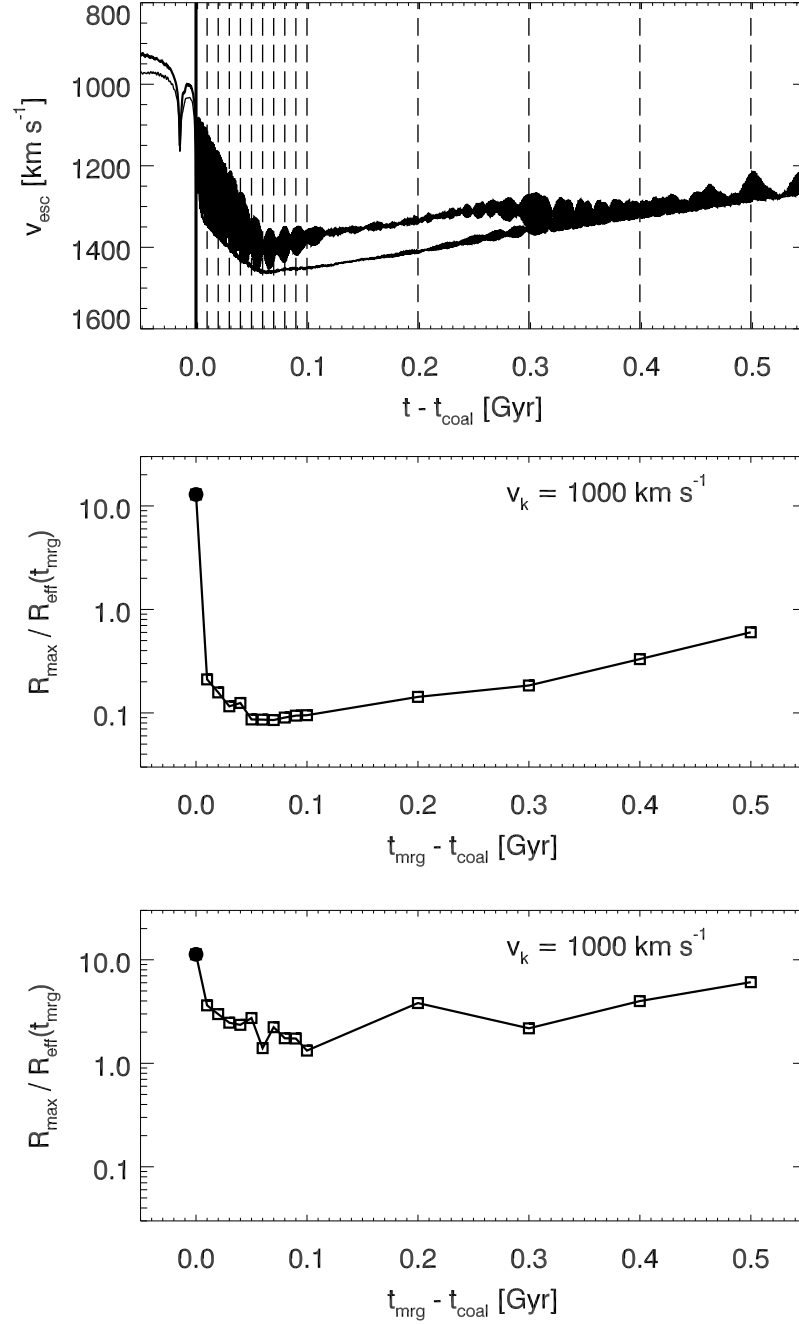 800
1000
1200
1400
1600
v_esc [km s^-1]
0.0 0.1 0.2 0.3 0.4 0.5
t - t_coal [Gyr]
v_k = 1000 km s^-1
10.0
1.0
0.1
R_max / R_eff(t_mrg)
0.0 0.1 0.2 0.3 0.4 0.5
t_mrg - t_coal [Gyr]
v_k = 1000 km s^-1
10.0
1.0
0.1
R_max / R_eff(t_mrg)
0.0 0.1 0.2 0.3 0.4 0.5
t_mrg - t_coal [Gyr]